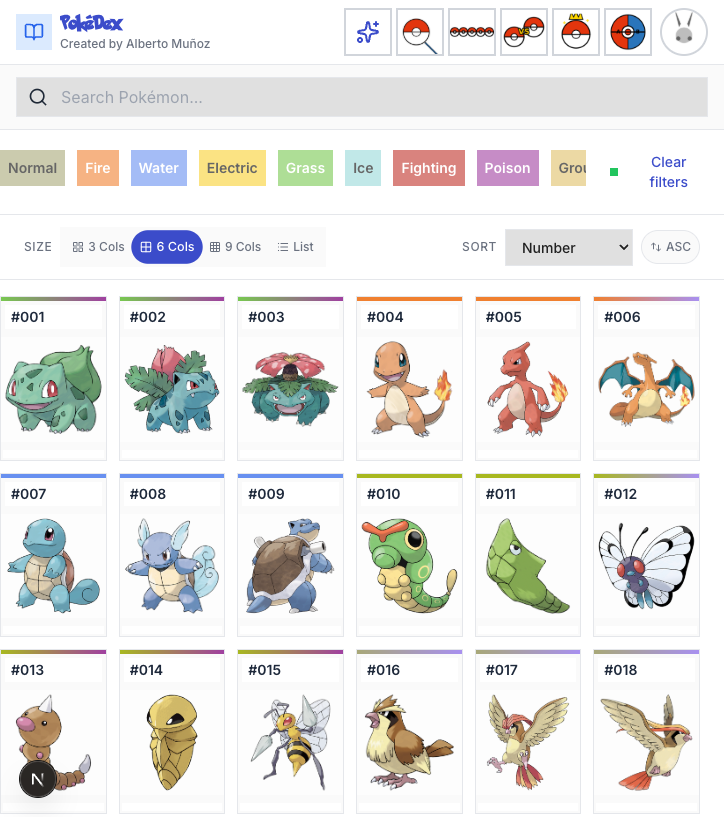 PokéDex
Created by Alberto Muñoz
VS
Search Pokémon...
Normal Fire Water Electric Grass Ice Fighting Poison Grou
Clear
filters
SIZE 3 Cols 6 Cols 9 Cols List SORT Number ASC
#001 #002 #003 #004 #005 #006
#007 #008 #009 #010 #011 #012
#013 #014 #015 #016 #017 #018
N